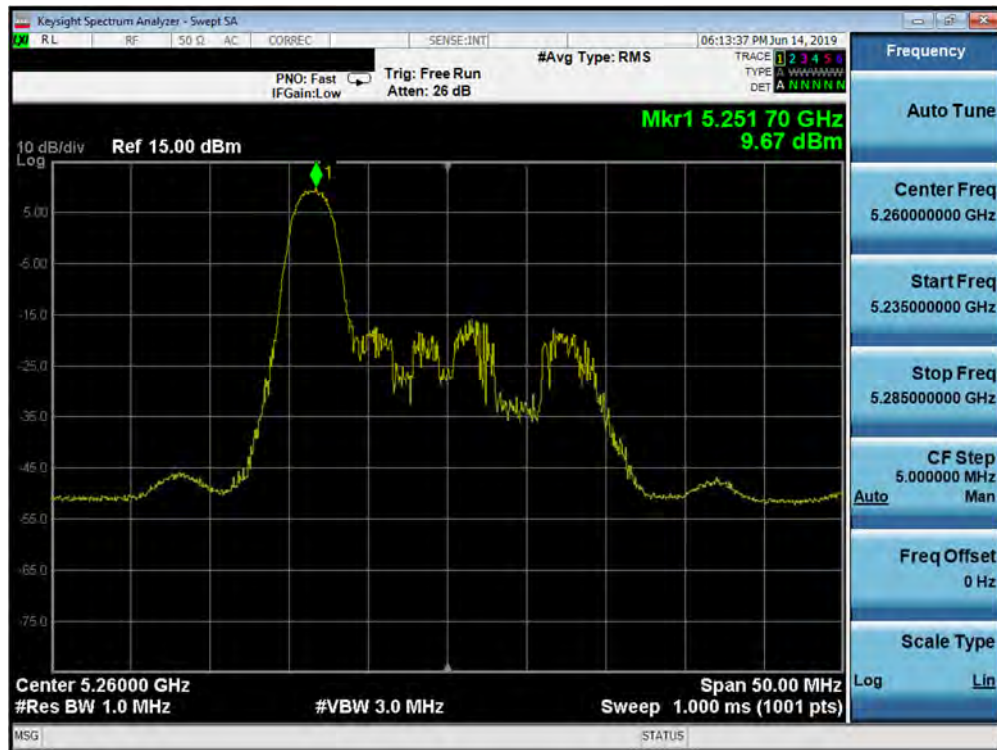 Keysight Spectrum Analyzer - Swept SA
RL RF 50 Ω AC CORREC SENSE:INT 06:13:37 PM Jun 14, 2019
#Avg Type: RMS
TRACE 1 2 3 4 5 6
PNO: Fast Trig: Free Run
TYPE A WWWWW
IFGain:Low Atten: 26 dB
DET A N N N N N
Mkr1 5.251 70 GHz
9.67 dBm
10 dB/div Ref 15.00 dBm
Log
1
5.00
-5.00
-15.0
-25.0
-35.0
-45.0
-55.0
-65.0
-75.0
Center 5.26000 GHz Span 50.00 MHz
#Res BW 1.0 MHz #VBW 3.0 MHz Sweep 1.000 ms (1001 pts)
MSG STATUS
Frequency
Auto Tune
Center Freq
5.260000000 GHz
Start Freq
5.235000000 GHz
Stop Freq
5.285000000 GHz
CF Step
5.000000 MHz
Auto Man
Freq Offset
0 Hz
Scale Type
Log Lin